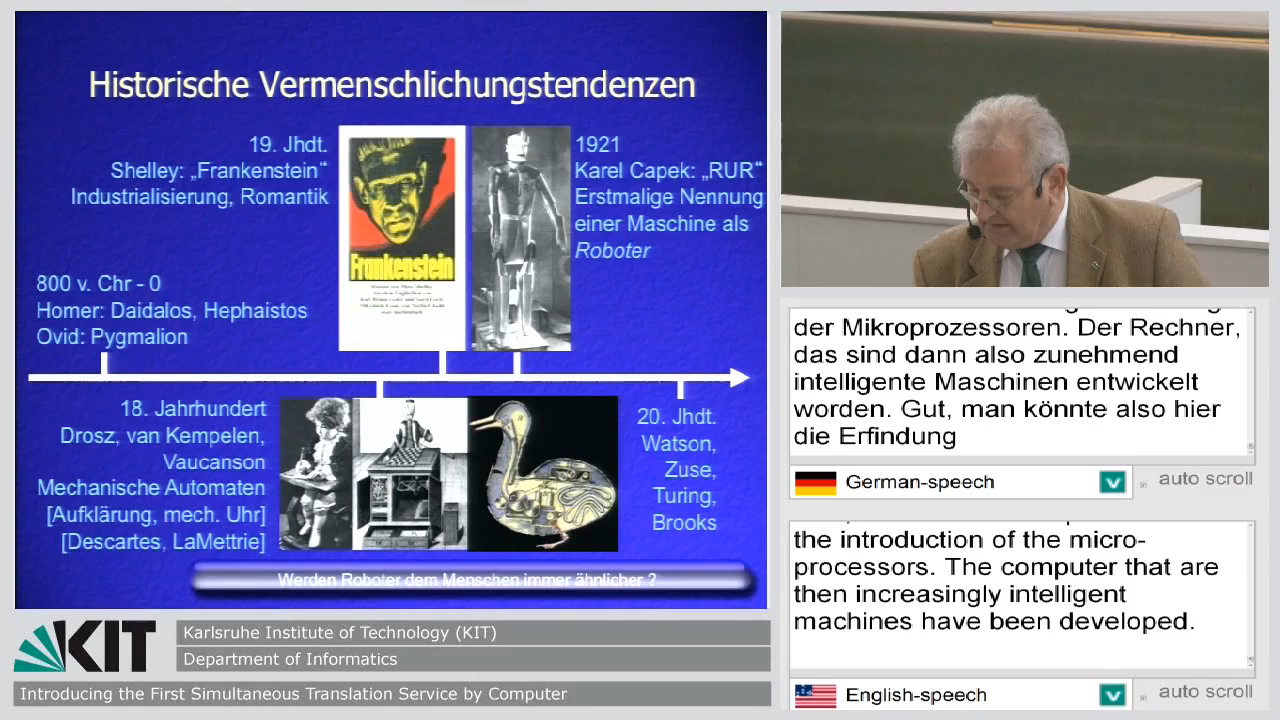 Historische Vermenschlichungstendenzen
19. Jhdt.
Shelley: „Frankenstein“
Industrialisierung, Romantik
Frankenstein
1921
Karel Capek: „RUR“
Erstmalige Nennung
einer Maschine als
Roboter
800 v. Chr - 0
Homer: Daidalos, Hephaistos
Ovid: Pygmalion
18. Jahrhundert
Drosz, van Kempelen,
Vaucanson
Mechanische Automaten
[Aufklärung, mech. Uhr]
[Descartes, LaMettrie]
20. Jhdt.
Watson,
Zuse,
Turing,
Brooks
Werden Roboter dem Menschen immer ähnlicher ?
der Mikroprozessoren. Der Rechner,
das sind dann also zunehmend
intelligente Maschinen entwickelt
worden. Gut, man könnte also hier
die Erfindung
German-speech
auto scroll
the introduction of the micro-
processors. The computer that are
then increasingly intelligent
machines have been developed.
English-speech
auto scroll
KIT
Karlsruhe Institute of Technology (KIT)
Department of Informatics
Introducing the First Simultaneous Translation Service by Computer